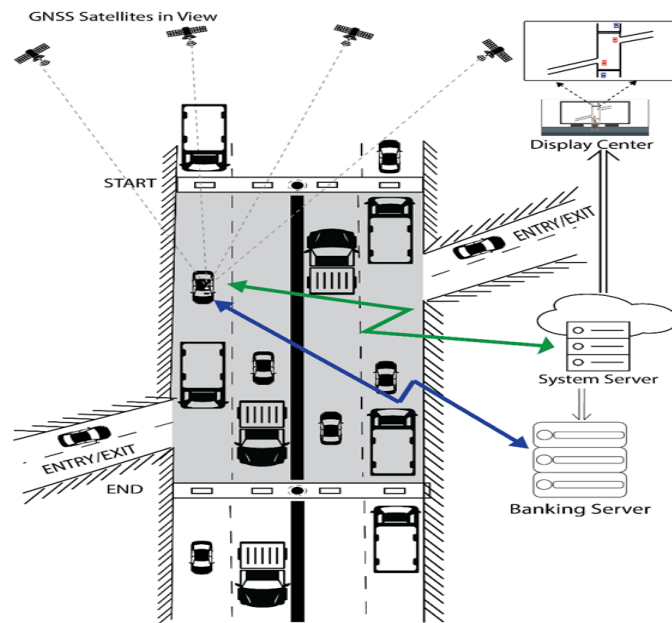 GNSS Satellites in View
Display Center
START
ENTRY/EXIT
System Server
ENTRY/EXIT
END
Banking Server